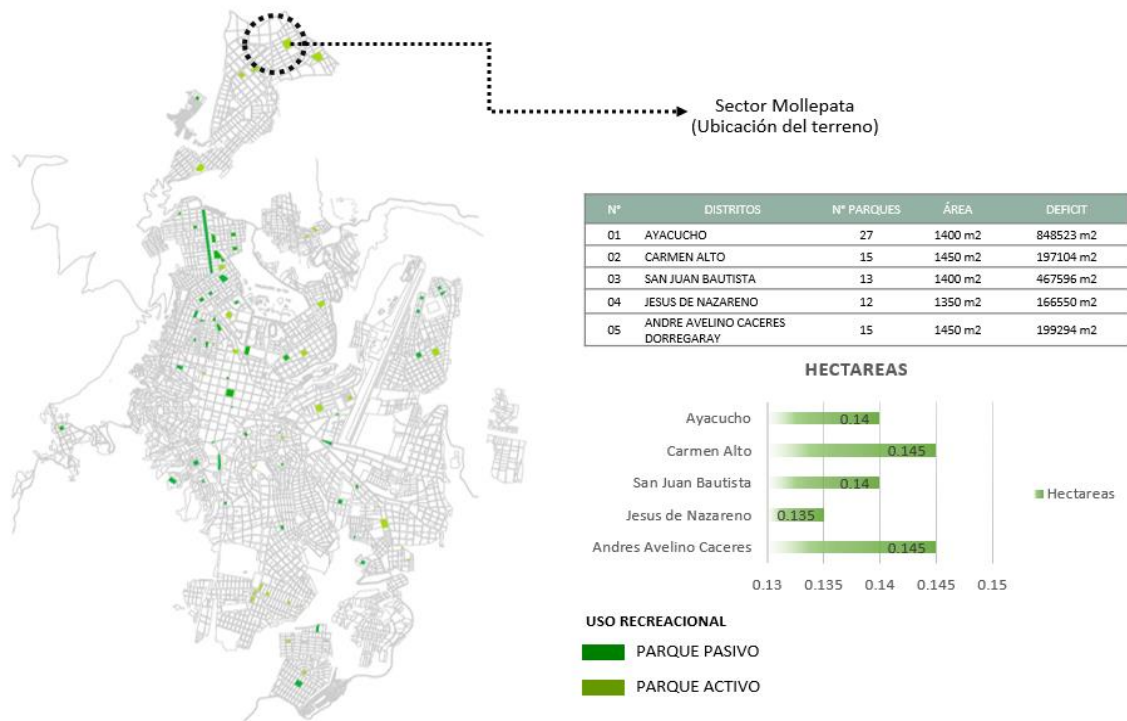 Sector Mollepata
(Ubicación del terreno)
N° DISTRITOS N° PARQUES ÁREA DEFICIT
01 AYACUCHO 27 1400 m2 848523 m2
02 CARMEN ALTO 15 1450 m2 197104 m2
03 SAN JUAN BAUTISTA 13 1400 m2 467596 m2
04 JESUS DE NAZARENO 12 1350 m2 166550 m2
05 ANDRE AVELINO CACERES DORREGARAY 15 1450 m2 199294 m2
HECTAREAS
Ayacucho 0.14
Carmen Alto 0.145
San Juan Bautista 0.14
Jesus de Nazareno 0.135
Andres Avelino Caceres 0.145
Hectareas
0.13 0.135 0.14 0.145 0.15
USO RECREACIONAL
PARQUE PASIVO
PARQUE ACTIVO